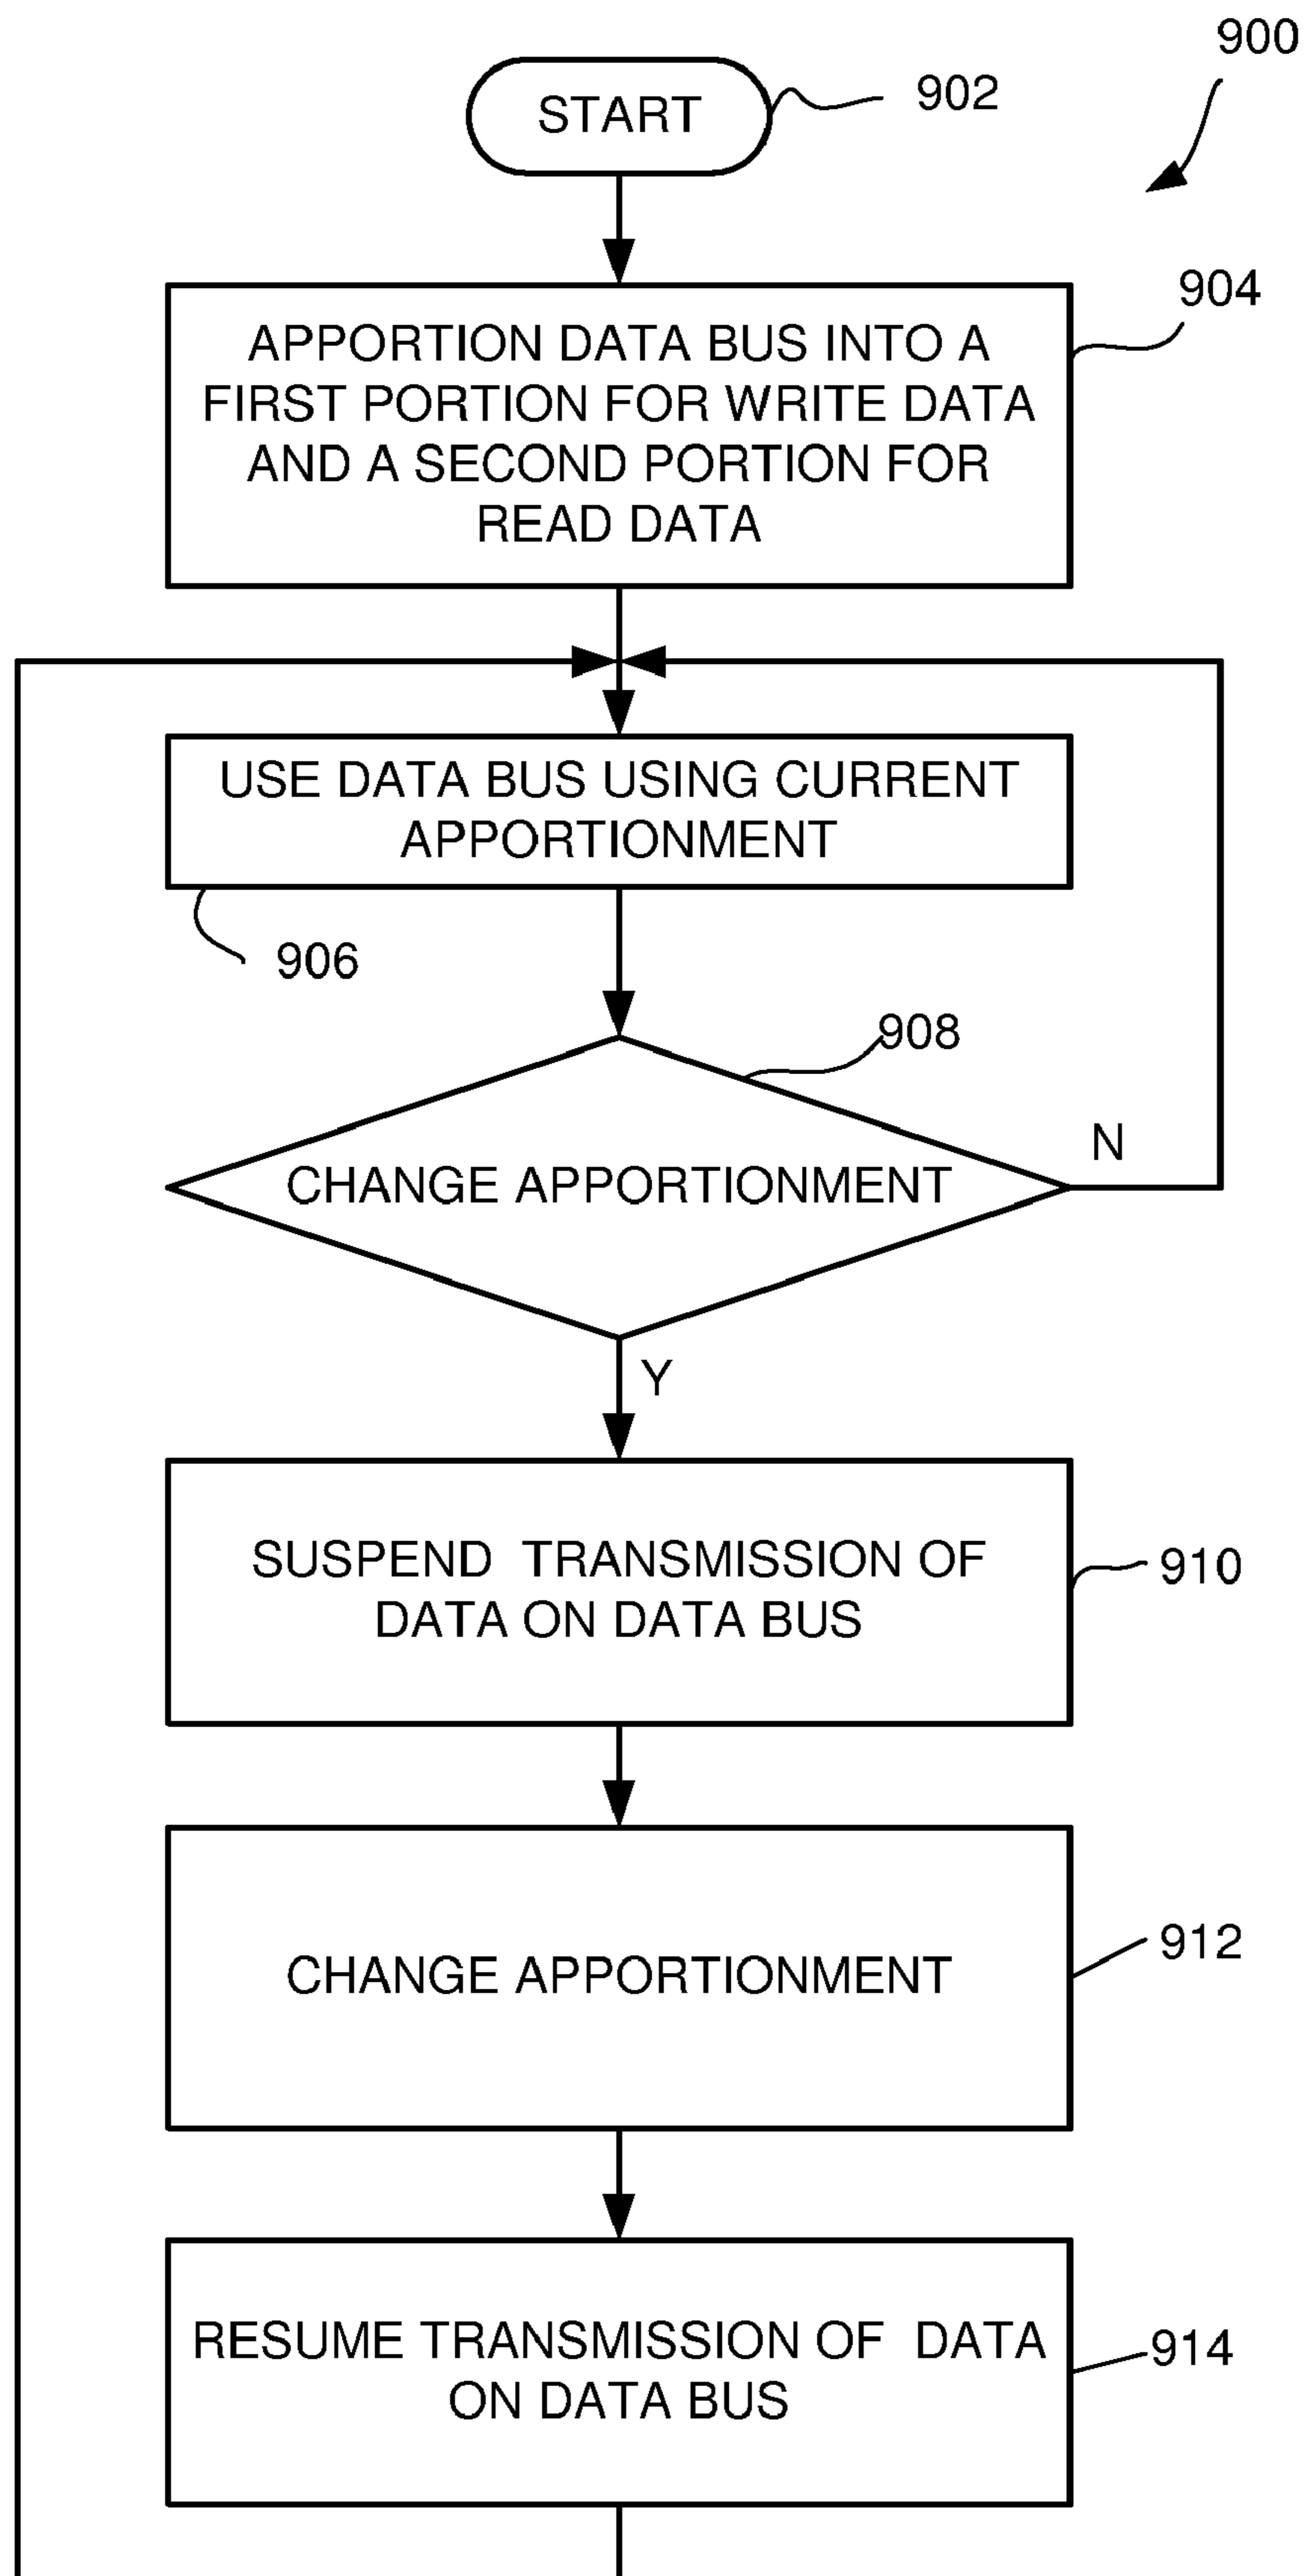 900
START
902
904
APPORTION DATA BUS INTO A
FIRST PORTION FOR WRITE DATA
AND A SECOND PORTION FOR
READ DATA
USE DATA BUS USING CURRENT
APPORTIONMENT
906
908
N
CHANGE APPORTIONMENT
Y
SUSPEND TRANSMISSION OF
DATA ON DATA BUS
910
912
CHANGE APPORTIONMENT
RESUME TRANSMISSION OF DATA
ON DATA BUS
914